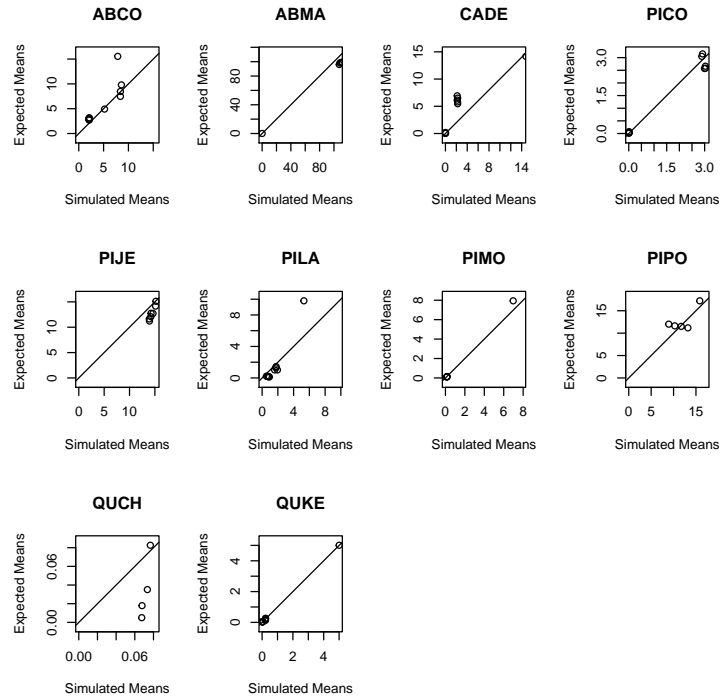 ABCO
ABMA
CADE
PICO
Expected Means
0 5 10
0 5 10
Simulated Means
Expected Means
0 40 80
0 40 80
Simulated Means
Expected Means
0 5 10 15
0 4 8 14
Simulated Means
Expected Means
0.0 1.5 3.0
0.0 1.5 3.0
Simulated Means
PIJE
PILA
PIMO
PIPO
Expected Means
0 5 10
0 5 10
Simulated Means
Expected Means
0 4 8
0 4 8
Simulated Means
Expected Means
0 2 4 6 8
0 2 4 6 8
Simulated Means
Expected Means
0 5 15
0 5 15
Simulated Means
QUCH
QUKE
Expected Means
0.00 0.06
0.00 0.06
Simulated Means
Expected Means
0 2 4
0 2 4
Simulated Means